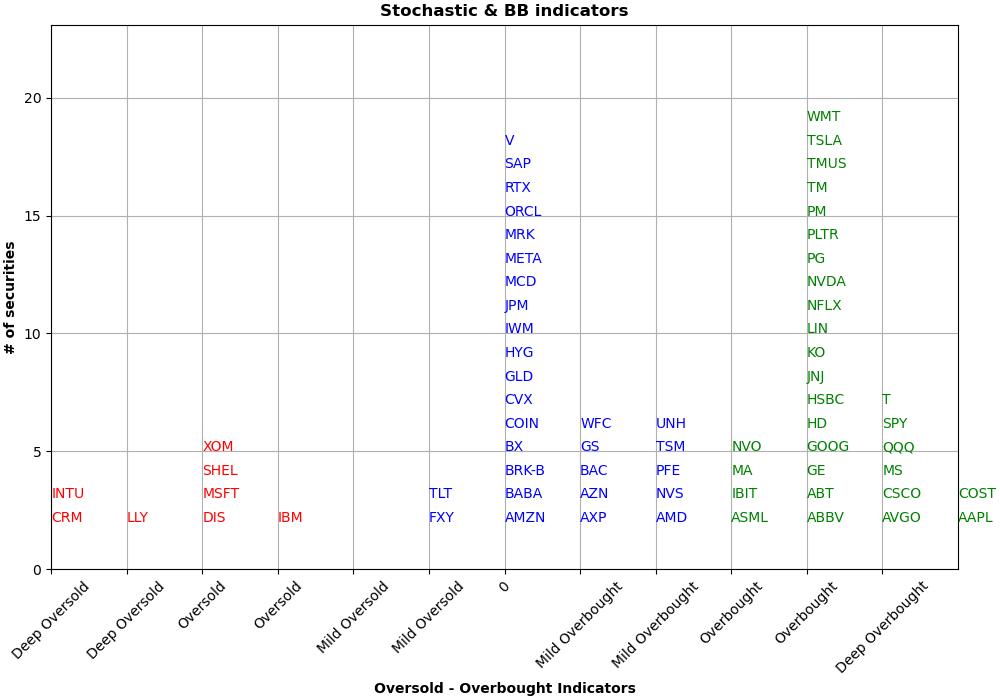 Stochastic & BB indicators
# of securities
20
15
10
5
0
INTU
CRM
LLY
XOM
SHEL
MSFT
DIS
IBM
TLT
FXY
V
SAP
RTX
ORCL
MRK
META
MCD
JPM
IWM
HYG
GLD
CVX
COIN
BX
BRK-B
BABA
AMZN
WFC
GS
BAC
AZN
AXP
UNH
TSM
PFE
NVS
AMD
NVO
MA
IBIT
ASML
WMT
TSLA
TMUS
TM
PM
PLTR
PG
NVDA
NFLX
LIN
KO
JNJ
HSBC
HD
GOOG
GE
ABT
ABBV
T
SPY
QQQ
MS
CSCO
AVGO
COST
AAPL
Deep Oversold
Deep Oversold
Oversold
Oversold
Mild Oversold
Mild Oversold
0
Mild Overbought
Mild Overbought
Overbought
Overbought
Deep Overbought
Oversold - Overbought Indicators